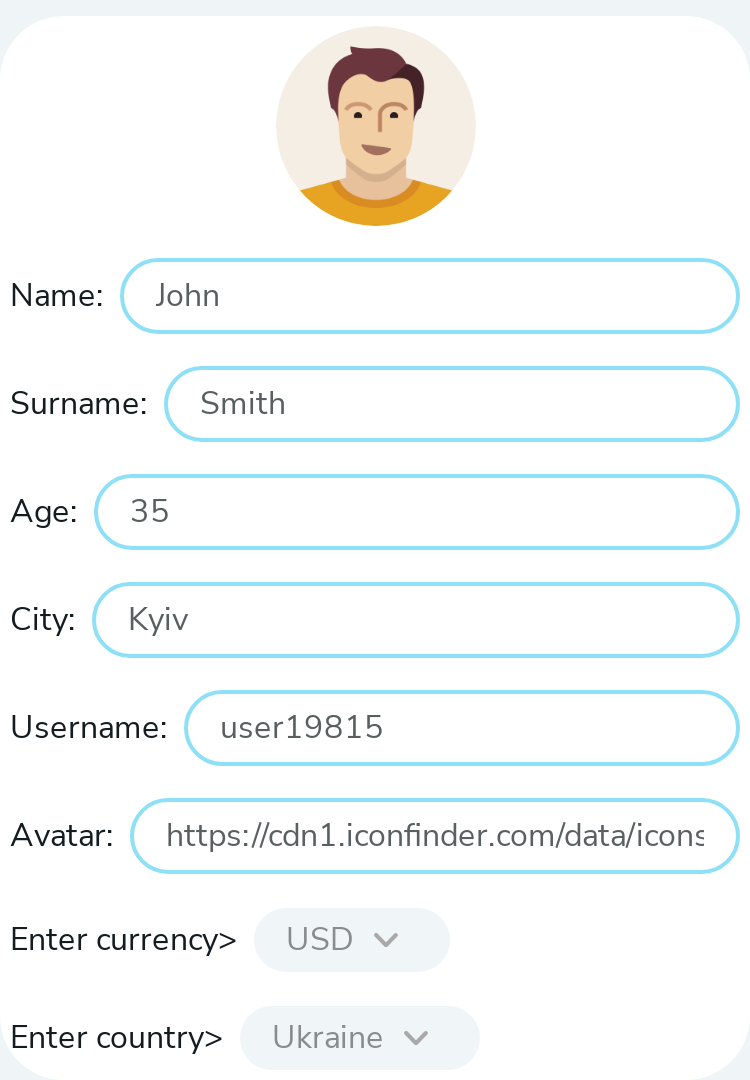 Name: John
Surname: Smith
Age: 35
City: Kyiv
Username: user19815
Avatar: https://cdn1.iconfinder.com/data/icons
Enter currency> USD
Enter country> Ukraine